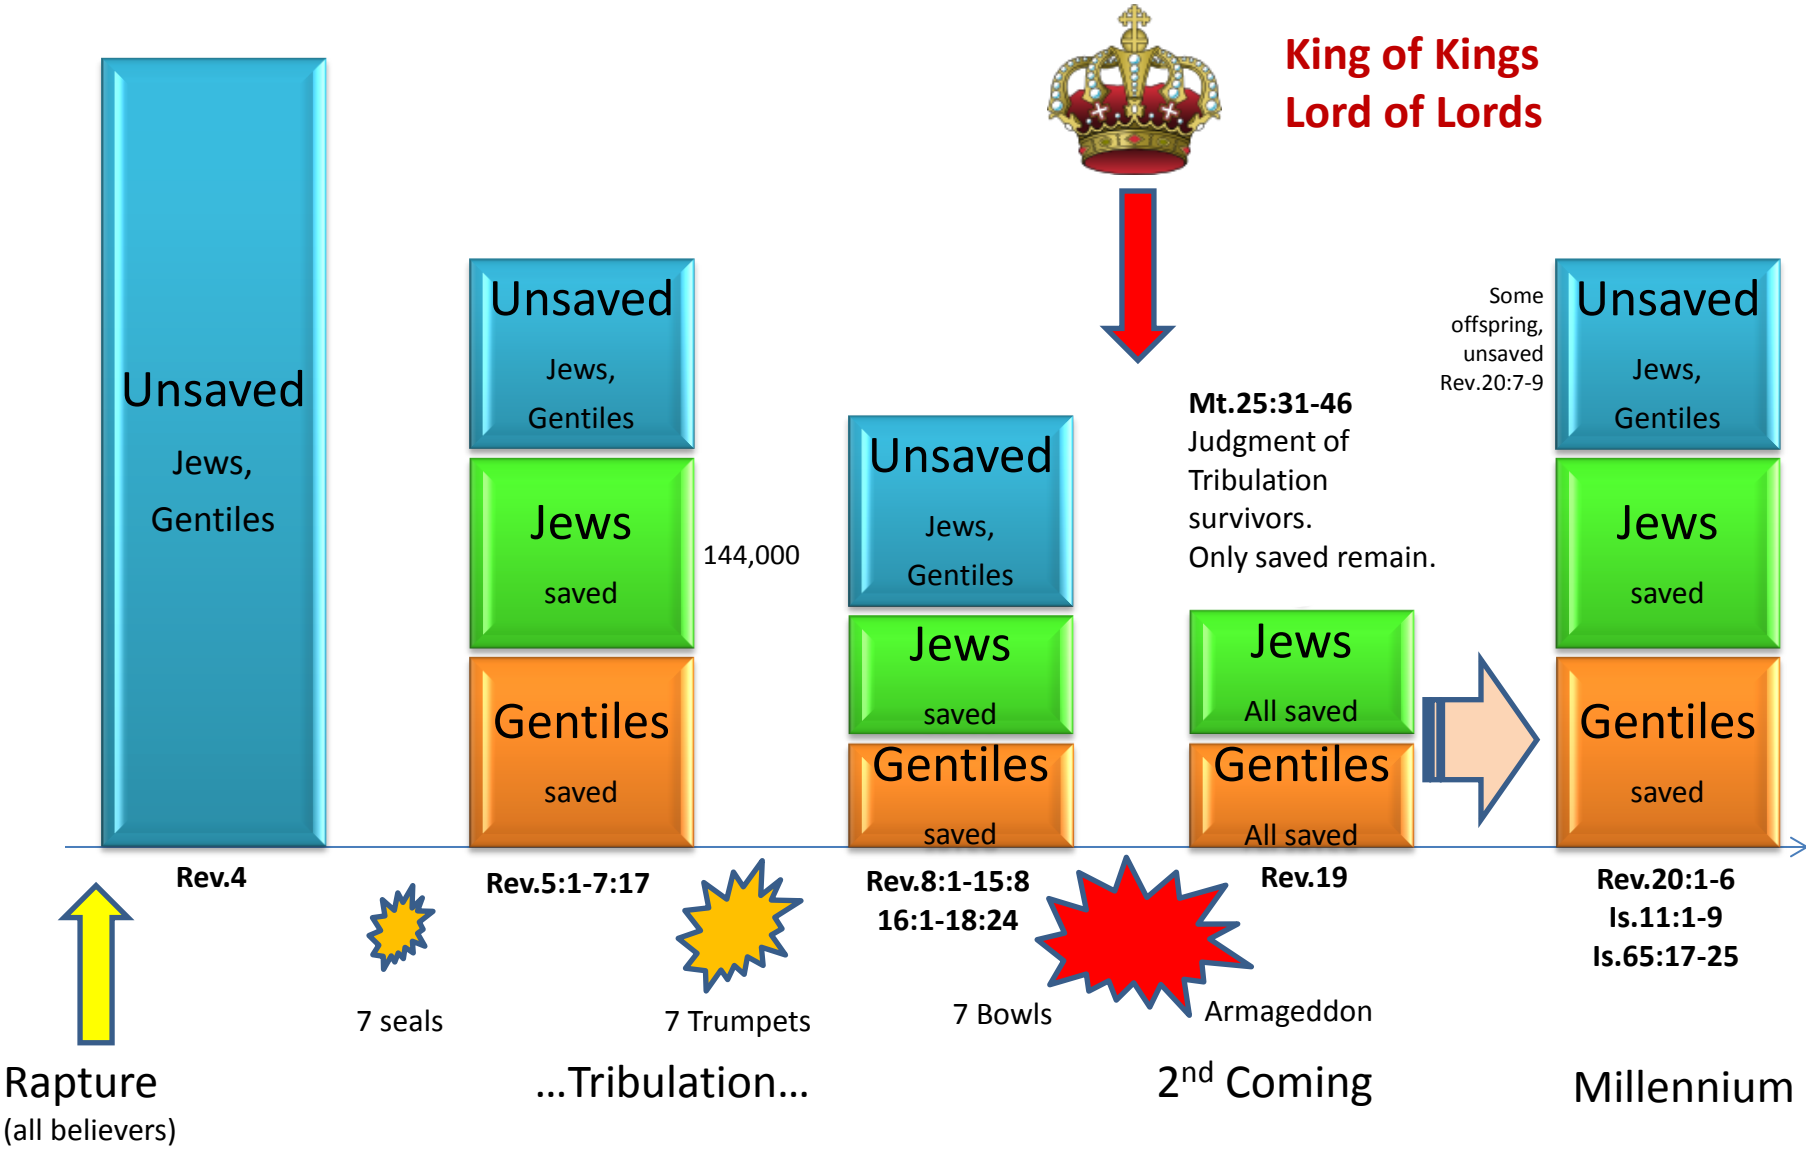 King of Kings
Lord of Lords
Unsaved
Jews,
Gentiles
Unsaved
Jews,
Gentiles
Jews
saved
144,000
Gentiles
saved
Unsaved
Jews,
Gentiles
Jews
saved
Gentiles
saved
Mt.25:31-46
Judgment of
Tribulation
survivors.
Only saved remain.
Jews
All saved
Gentiles
All saved
Some
offspring,
unsaved
Rev.20:7-9
Unsaved
Jews,
Gentiles
Jews
saved
Gentiles
saved
Rev.4
Rev.5:1-7:17
Rev.8:1-15:8
16:1-18:24
Rev.19
Rev.20:1-6
Is.11:1-9
Is.65:17-25
7 seals
7 Trumpets
7 Bowls
Armageddon
Rapture
(all believers)
...Tribulation...
2nd Coming
Millennium